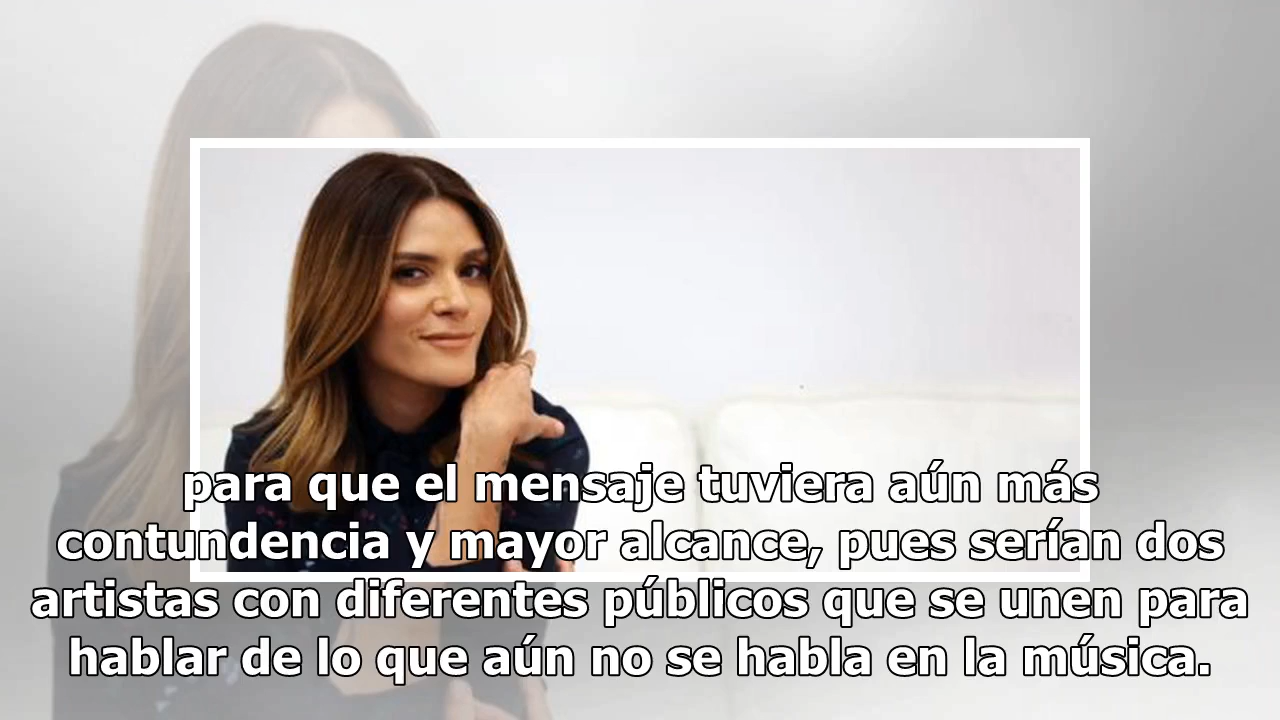 para que el mensaje tuviera aún más
contundencia y mayor alcance, pues serían dos
artistas con diferentes públicos que se unen para
hablar de lo que aún no se habla en la música.